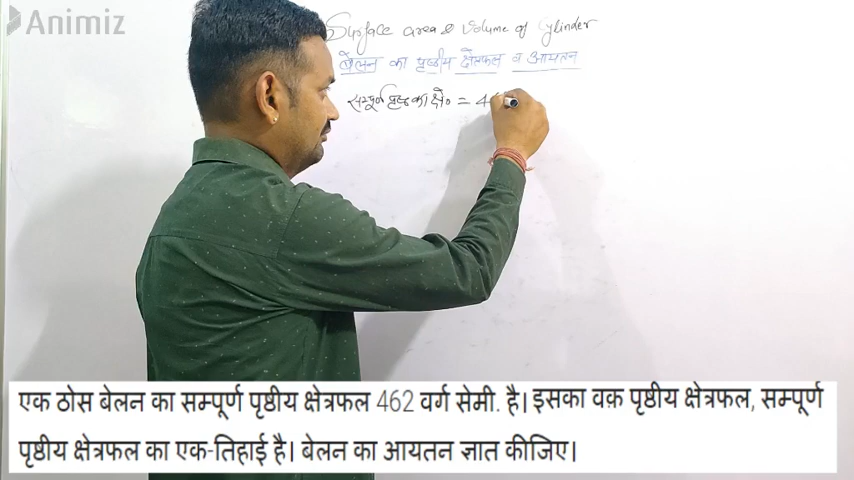 Animiz
Surface area & Volume of Cylinder
बेलन का पृष्ठीय क्षेत्रफल व आयतन
सम्पूर्ण पृष्ठ का क्षे० = 4
एक ठोस बेलन का सम्पूर्ण पृष्ठीय क्षेत्रफल 462 वर्ग सेमी. है। इसका वक्र पृष्ठीय क्षेत्रफल, सम्पूर्ण
पृष्ठीय क्षेत्रफल का एक-तिहाई है। बेलन का आयतन ज्ञात कीजिए।